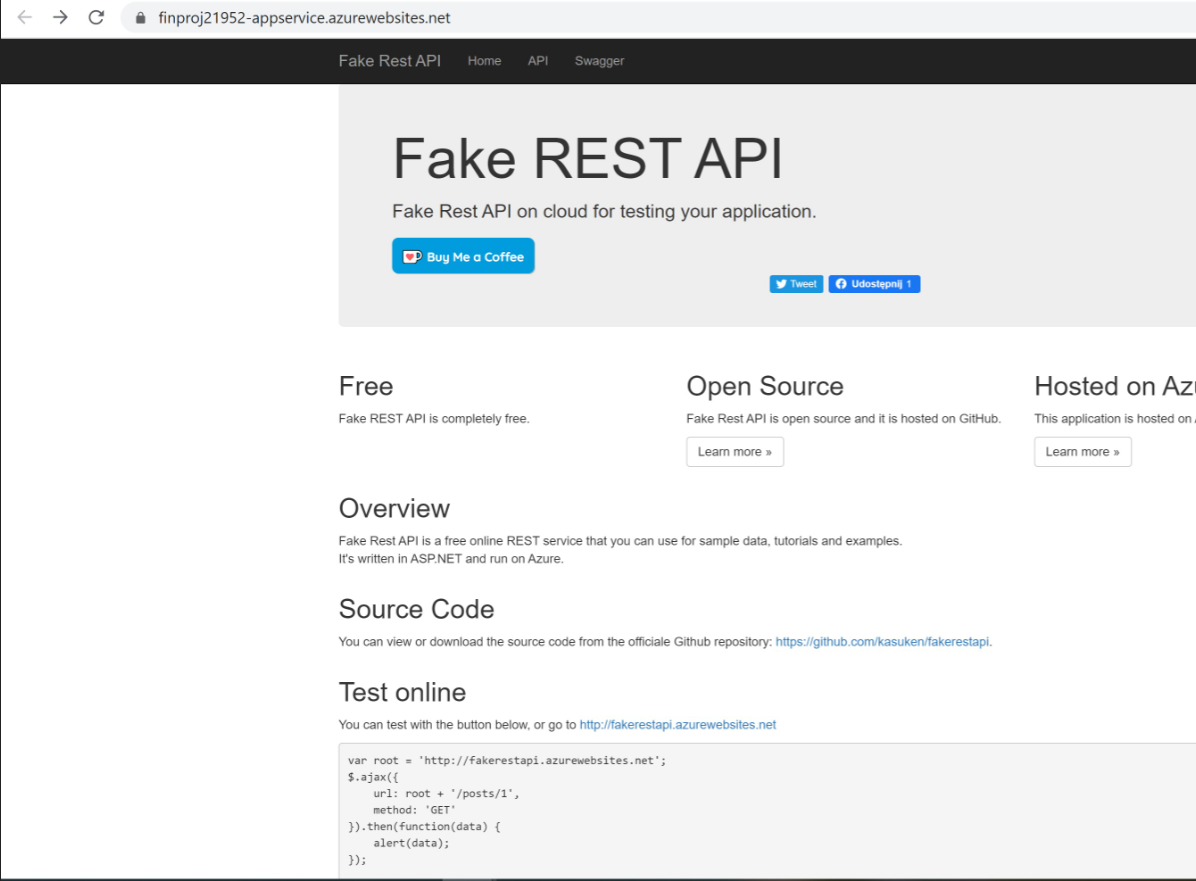 finproj21952-appservice.azurewebsites.net
Fake Rest API Home API Swagger
Fake REST API
Fake Rest API on cloud for testing your application.
Buy Me a Coffee
Tweet Udostępnij 1
Free
Fake REST API is completely free.
Open Source
Fake Rest API is open source and it is hosted on GitHub.
Learn more »
Hosted on
This application is hosted on
Learn more »
Overview
Fake Rest API is a free online REST service that you can use for sample data, tutorials and examples.
It's written in ASP.NET and run on Azure.
Source Code
You can view or download the source code from the officiale Github repository: https://github.com/kasuken/fakerestapi.
Test online
You can test with the button below, or go to http://fakerestapi.azurewebsites.net
var root = 'http://fakerestapi.azurewebsites.net';
$.ajax({
    url: root + '/posts/1',
    method: 'GET'
}).then(function(data) {
    alert(data);
});